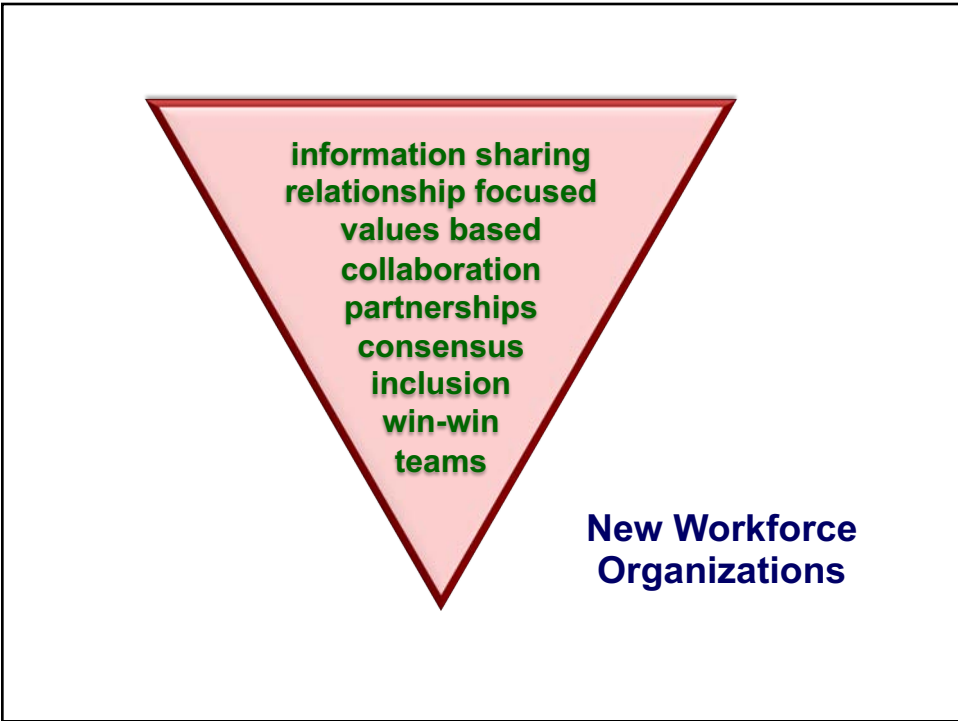 information sharing
relationship focused
values based
collaboration
partnerships
consensus
inclusion
win-win
teams
New Workforce
Organizations